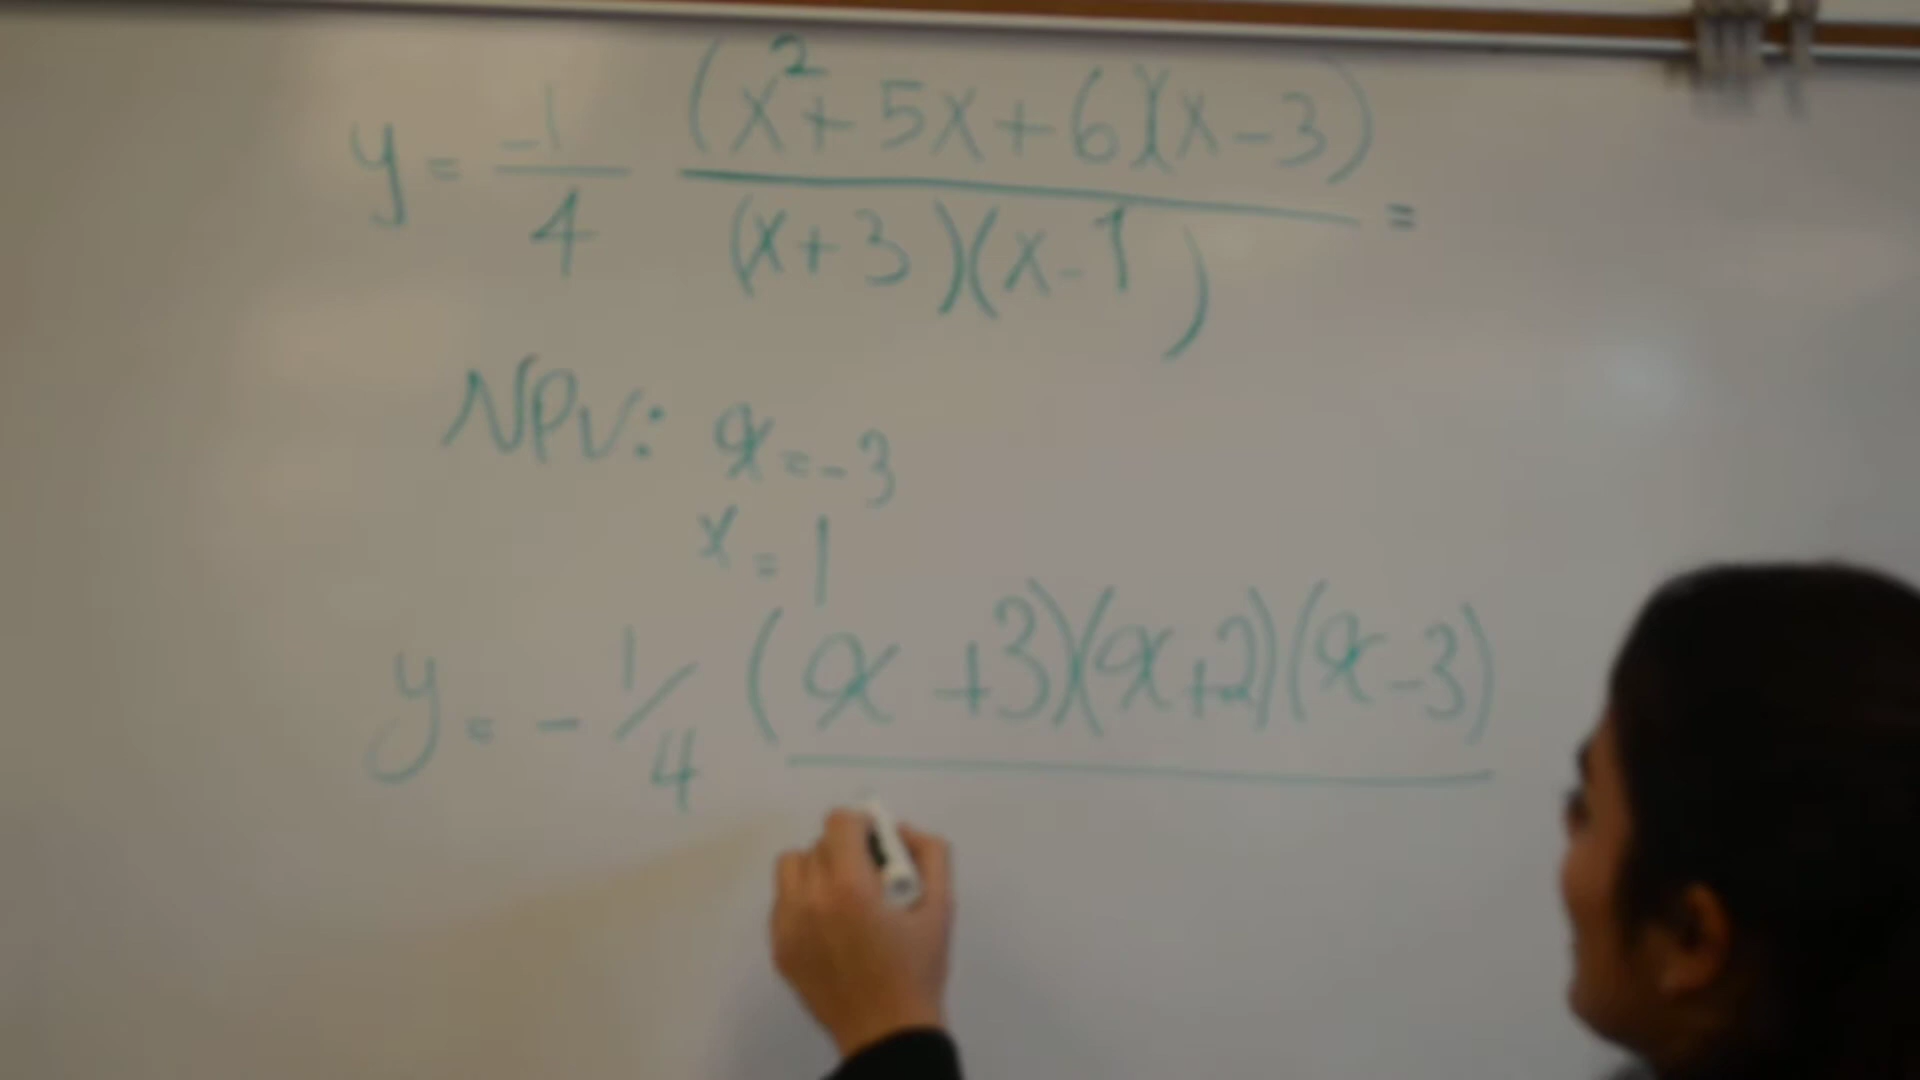 y = -1/4 (x²+5x+6)(x-3)/(x+3)(x-1) =
NPV: x = -3
x = 1
y = - 1/4 (x +3)(x+2)(x-3)